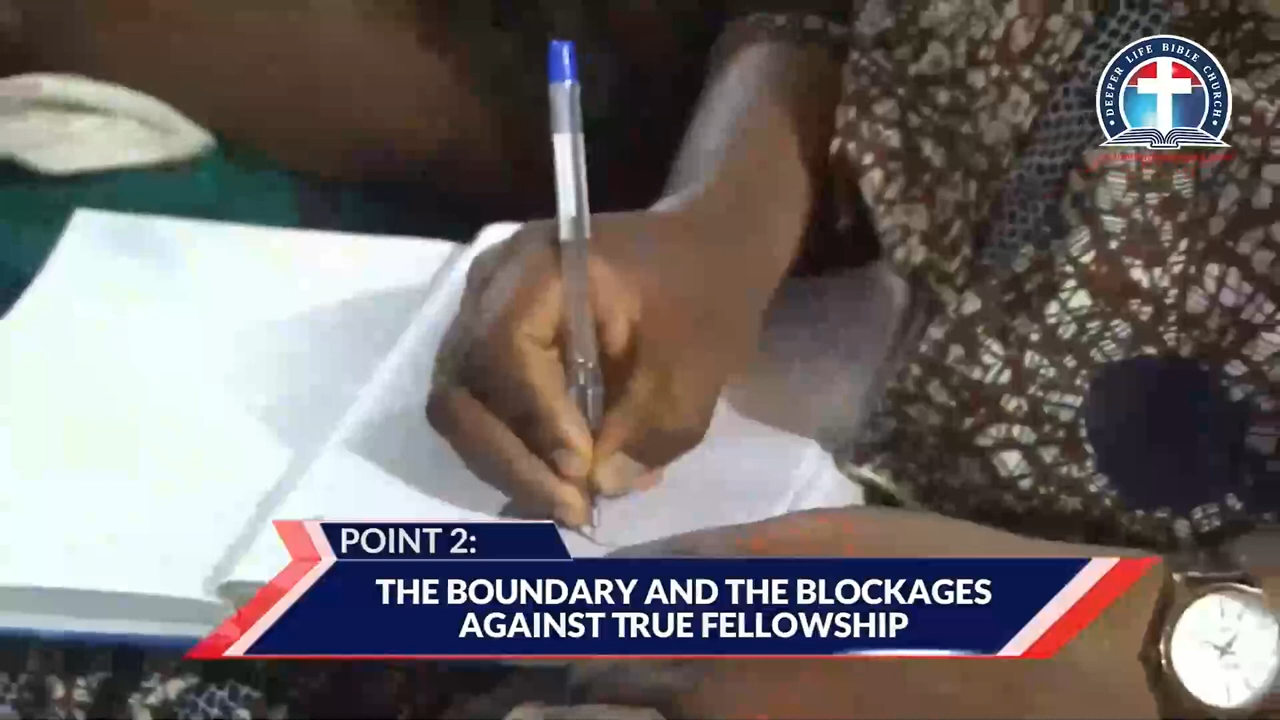 DEEPER LIFE BIBLE CHURCH
POINT 2:
THE BOUNDARY AND THE BLOCKAGES
AGAINST TRUE FELLOWSHIP